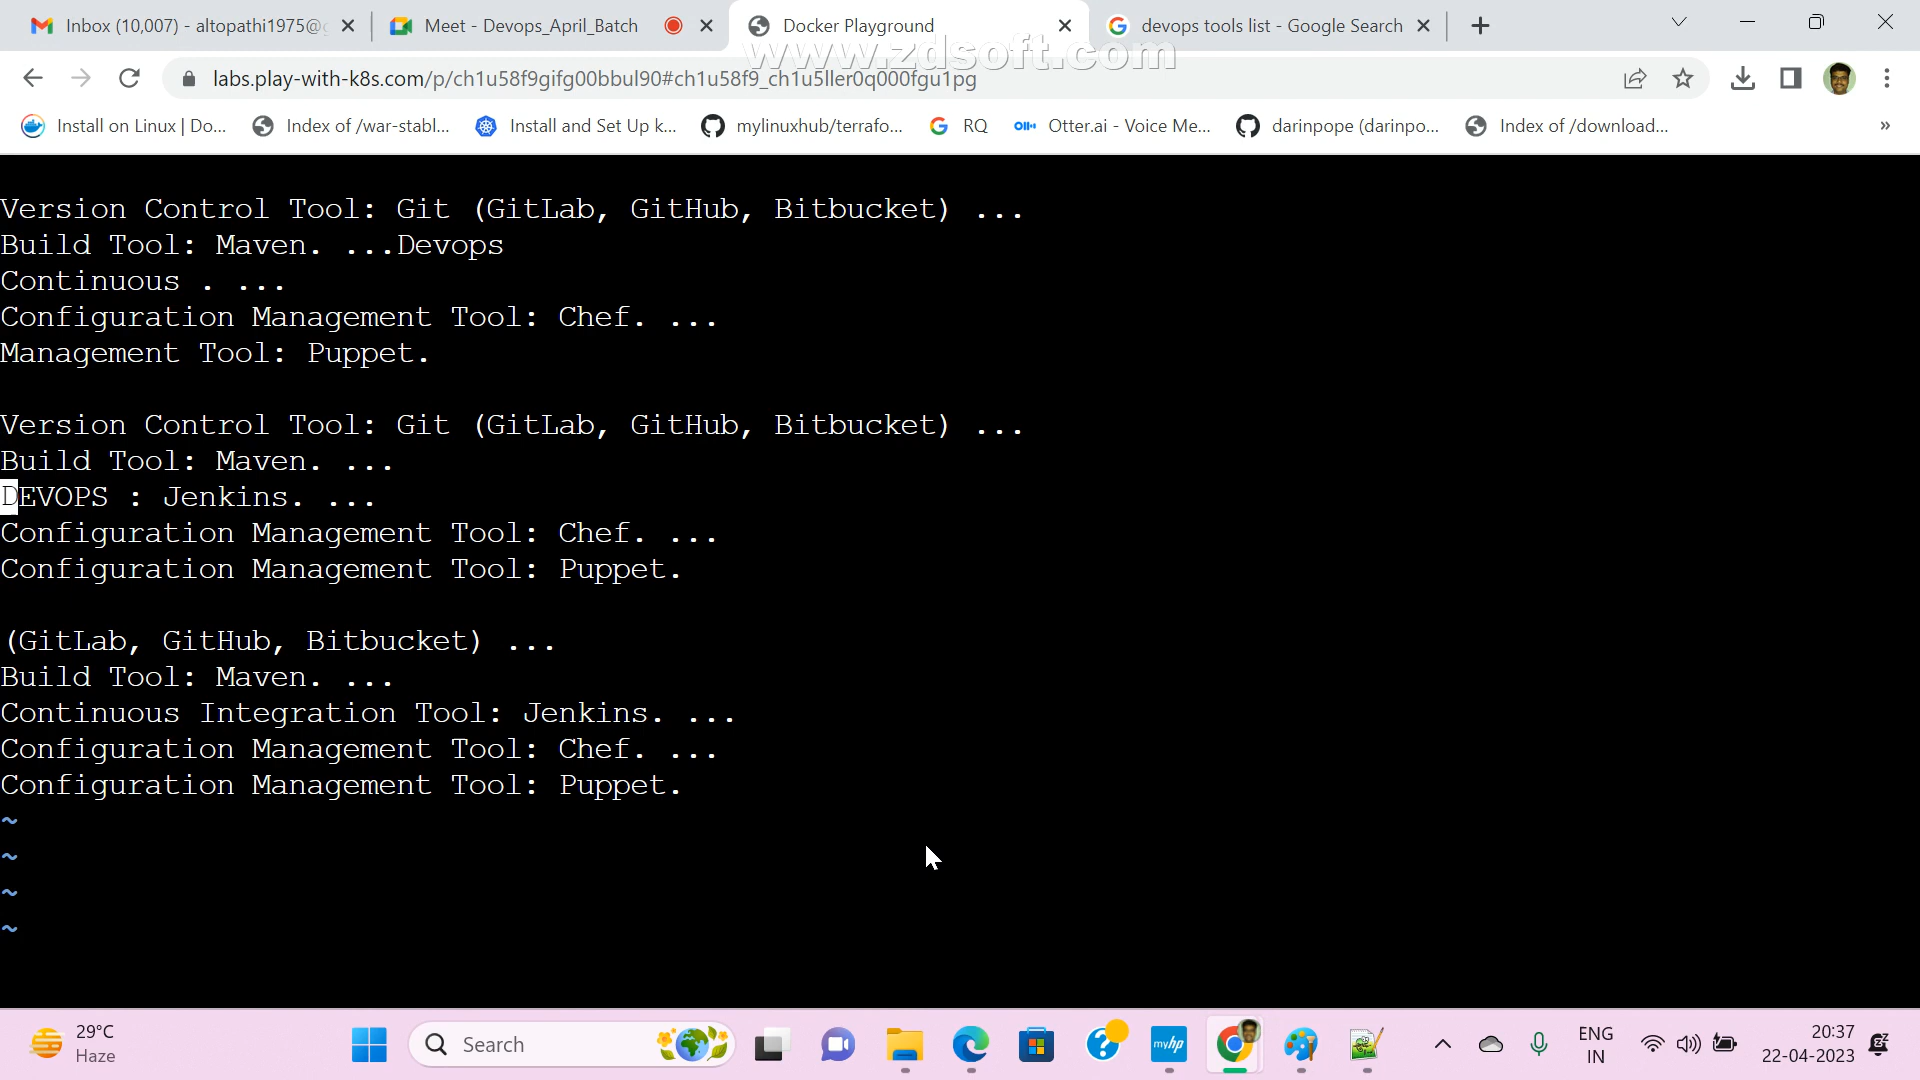 Inbox (10,007) - altopathi1975@
Meet - Devops_April_Batch
Docker Playground
devops tools list - Google Search
www.zdsoft.com
labs.play-with-k8s.com/p/ch1u58f9gifg00bbul90#ch1u58f9_ch1u5ller0q000fgu1pg
Install on Linux | Do...
Index of /war-stabl...
Install and Set Up k...
mylinuxhub/terrafo...
RQ
Otter.ai - Voice Me...
darinpope (darinpo...
Index of /download...
»
Version Control Tool: Git (GitLab, GitHub, Bitbucket) ...
Build Tool: Maven. ...Devops
Continuous . ...
Configuration Management Tool: Chef. ...
Management Tool: Puppet.
Version Control Tool: Git (GitLab, GitHub, Bitbucket) ...
Build Tool: Maven. ...
DEVOPS : Jenkins. ...
Configuration Management Tool: Chef. ...
Configuration Management Tool: Puppet.
(GitLab, GitHub, Bitbucket) ...
Build Tool: Maven. ...
Continuous Integration Tool: Jenkins. ...
Configuration Management Tool: Chef. ...
Configuration Management Tool: Puppet.
~
~
~
~
29°C
Haze
Search
myhp
ENG
IN
20:37
22-04-2023